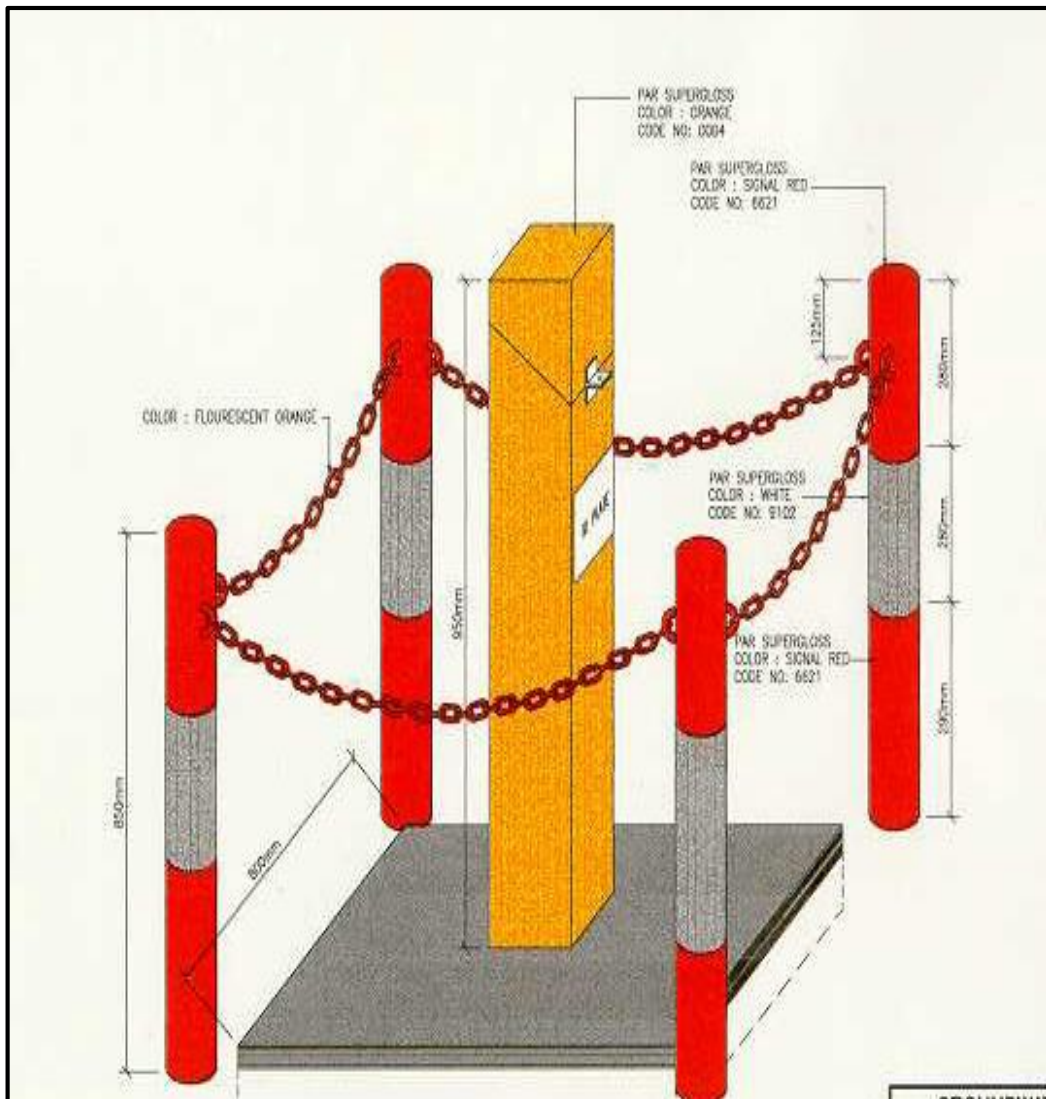 PAR SUPERGLOSS
COLOR : ORANGE
CODE NO: 0004
PAR SUPERGLOSS
COLOR : SIGNAL RED
CODE NO: 6621
125mm
280mm
COLOR : FLOURESCENT ORANGE
PAR SUPERGLOSS
COLOR : WHITE
CODE NO: 9102
280mm
950mm
PAR SUPERGLOSS
COLOR : SIGNAL RED
CODE NO: 6621
290mm
850mm
800mm